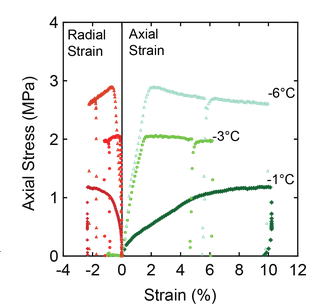 4
Radial Axial
Strain Strain
-6°C
3
-3°C
2
-1°C
1
0
-4 -2 0 2 4 6 8 10 12
Axial Stress (MPa)
Strain (%)